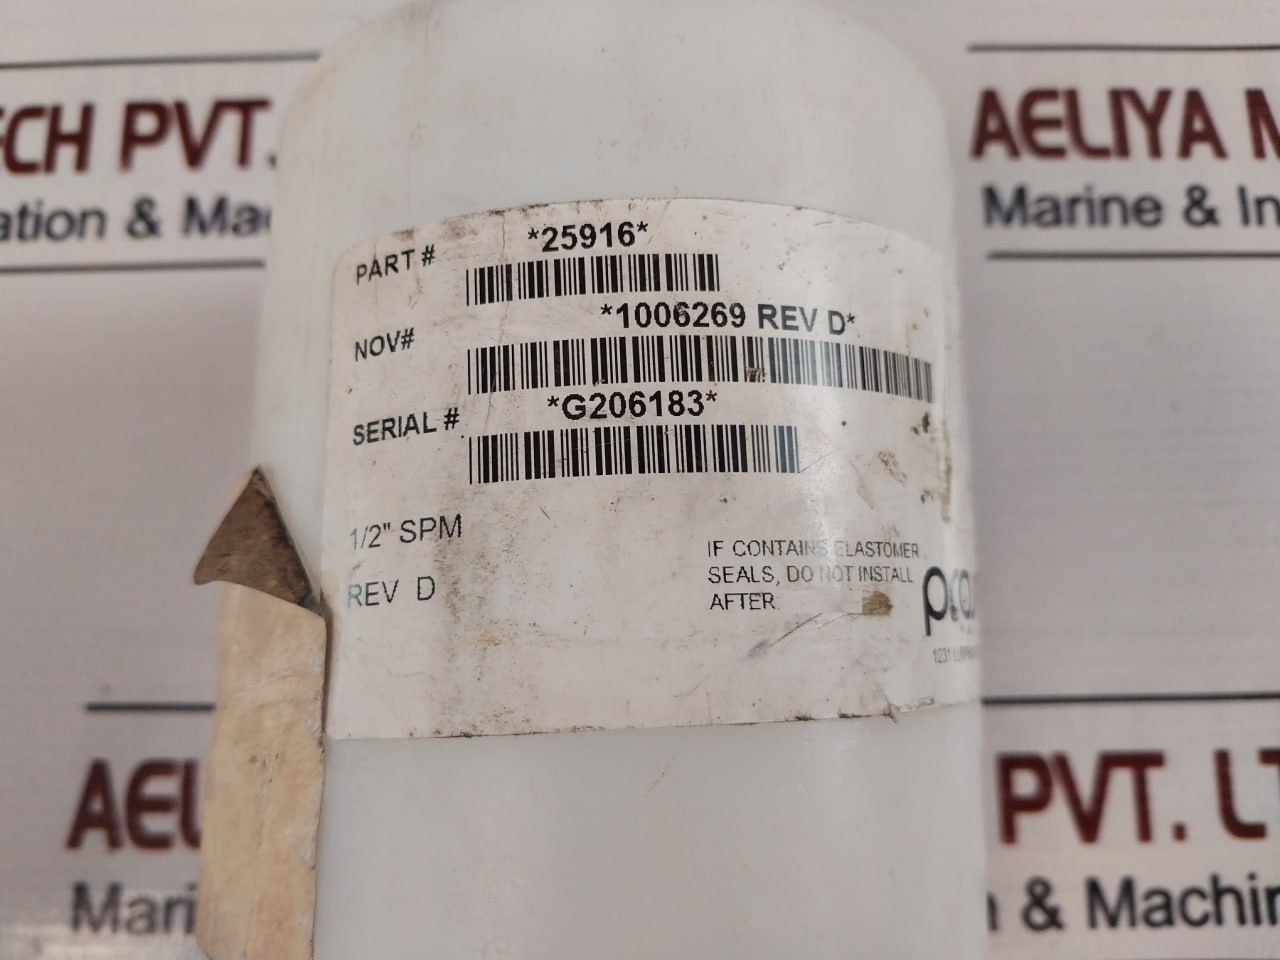 ECH PVT.
ation & Ma
AELIYA M
Marine & In
PART # *25916*
NOV# *1006269 REV D*
SERIAL # *G206183*
1/2" SPM
REV D
IF CONTAINS ELASTOMER
SEALS, DO NOT INSTALL
AFTER:
1231
AEL
Mari
PVT. LT
& Machin